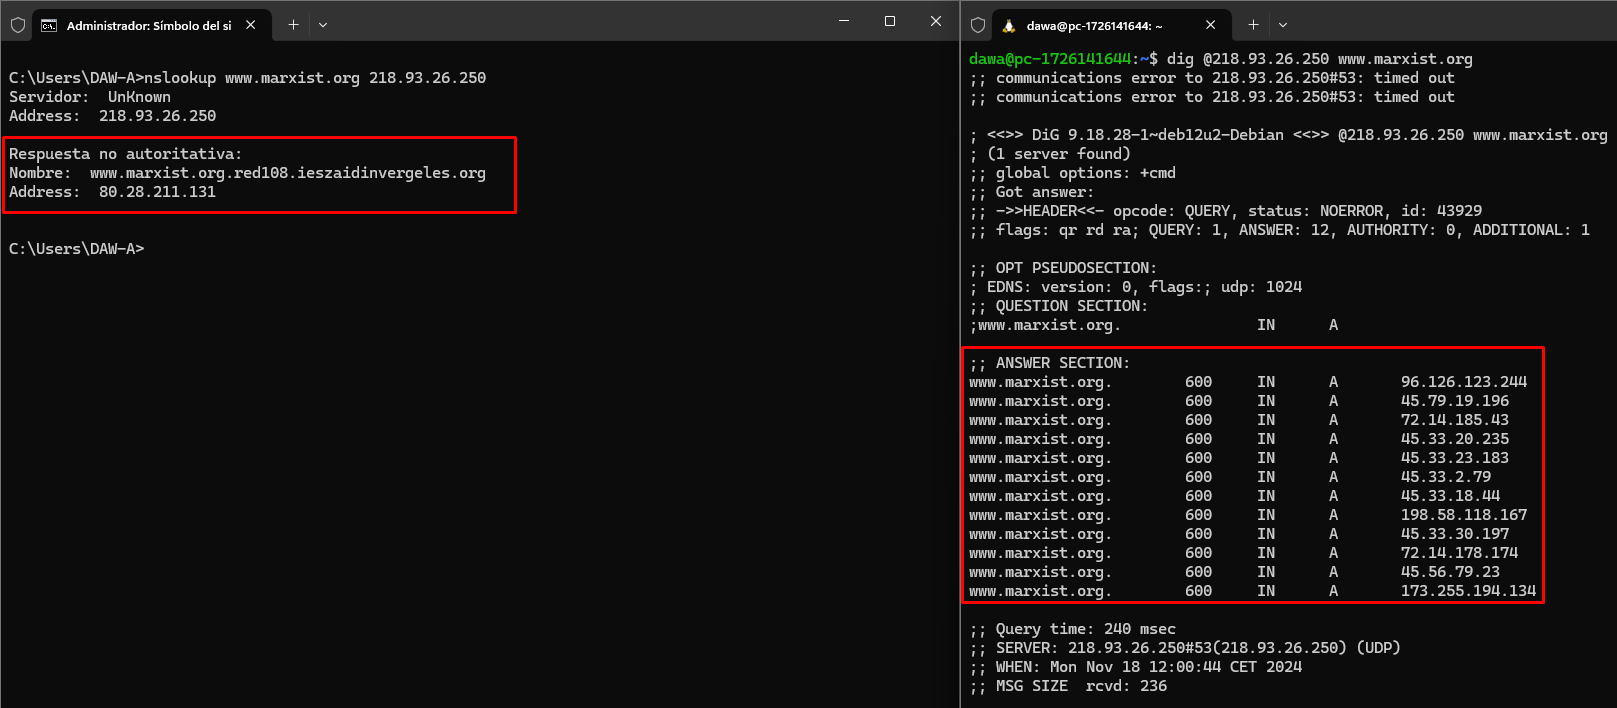 Administrador: Símbolo del si
C:\Users\DAW-A>nslookup www.marxist.org 218.93.26.250
Servidor:  UnKnown
Address:  218.93.26.250
Respuesta no autoritativa:
Nombre:  www.marxist.org.red108.ieszaidinvergeles.org
Address:  80.28.211.131
C:\Users\DAW-A>
dawa@pc-1726141644: ~
dawa@pc-1726141644:~$ dig @218.93.26.250 www.marxist.org
;; communications error to 218.93.26.250#53: timed out
;; communications error to 218.93.26.250#53: timed out
; <<>> DiG 9.18.28-1~deb12u2-Debian <<>> @218.93.26.250 www.marxist.org
; (1 server found)
;; global options: +cmd
;; Got answer:
;; ->>HEADER<<- opcode: QUERY, status: NOERROR, id: 43929
;; flags: qr rd ra; QUERY: 1, ANSWER: 12, AUTHORITY: 0, ADDITIONAL: 1
;; OPT PSEUDOSECTION:
; EDNS: version: 0, flags:; udp: 1024
;; QUESTION SECTION:
;www.marxist.org.               IN      A
;; ANSWER SECTION:
www.marxist.org.        600     IN      A       96.126.123.244
www.marxist.org.        600     IN      A       45.79.19.196
www.marxist.org.        600     IN      A       72.14.185.43
www.marxist.org.        600     IN      A       45.33.20.235
www.marxist.org.        600     IN      A       45.33.23.183
www.marxist.org.        600     IN      A       45.33.2.79
www.marxist.org.        600     IN      A       45.33.18.44
www.marxist.org.        600     IN      A       198.58.118.167
www.marxist.org.        600     IN      A       45.33.30.197
www.marxist.org.        600     IN      A       72.14.178.174
www.marxist.org.        600     IN      A       45.56.79.23
www.marxist.org.        600     IN      A       173.255.194.134
;; Query time: 240 msec
;; SERVER: 218.93.26.250#53(218.93.26.250) (UDP)
;; WHEN: Mon Nov 18 12:00:44 CET 2024
;; MSG SIZE  rcvd: 236